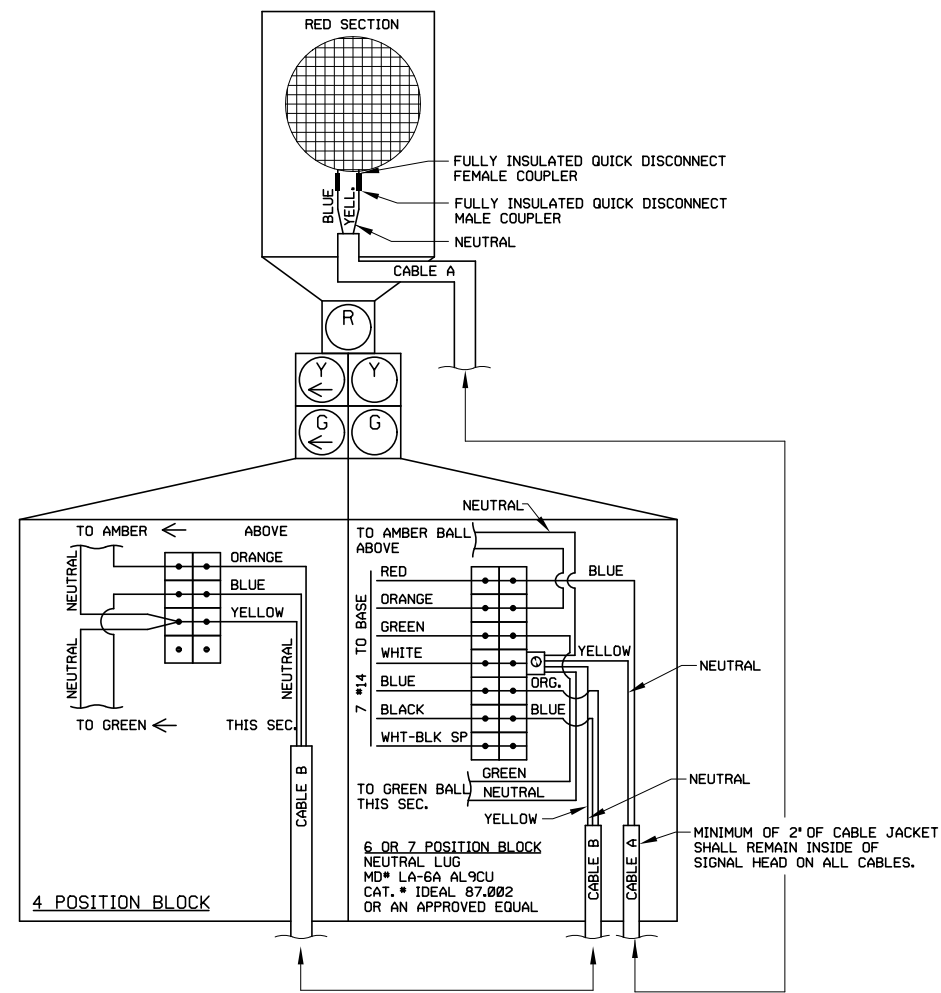 RED SECTION
FULLY INSULATED QUICK DISCONNECT
FEMALE COUPLER
BLUE
YELL.
FULLY INSULATED QUICK DISCONNECT
MALE COUPLER
NEUTRAL
CABLE A
R
Y
Y
G
G
NEUTRAL
TO AMBER
ABOVE
TO AMBER BALL
ABOVE
NEUTRAL
ORANGE
BLUE
YELLOW
NEUTRAL
NEUTRAL
TO GREEN
THIS SEC.
CABLE B
4 POSITION BLOCK
7 #14 TO BASE
RED
ORANGE
GREEN
WHITE
BLUE
BLACK
WHT-BLK SP
BLUE
YELLOW
ORG.
BLUE
NEUTRAL
GREEN
NEUTRAL
TO GREEN BALL
THIS SEC.
NEUTRAL
YELLOW
CABLE B
CABLE A
MINIMUM OF 2" OF CABLE JACKET
SHALL REMAIN INSIDE OF
SIGNAL HEAD ON ALL CABLES.
6 OR 7 POSITION BLOCK
NEUTRAL LUG
MD# LA-6A AL9CU
CAT.# IDEAL 87.002
OR AN APPROVED EQUAL